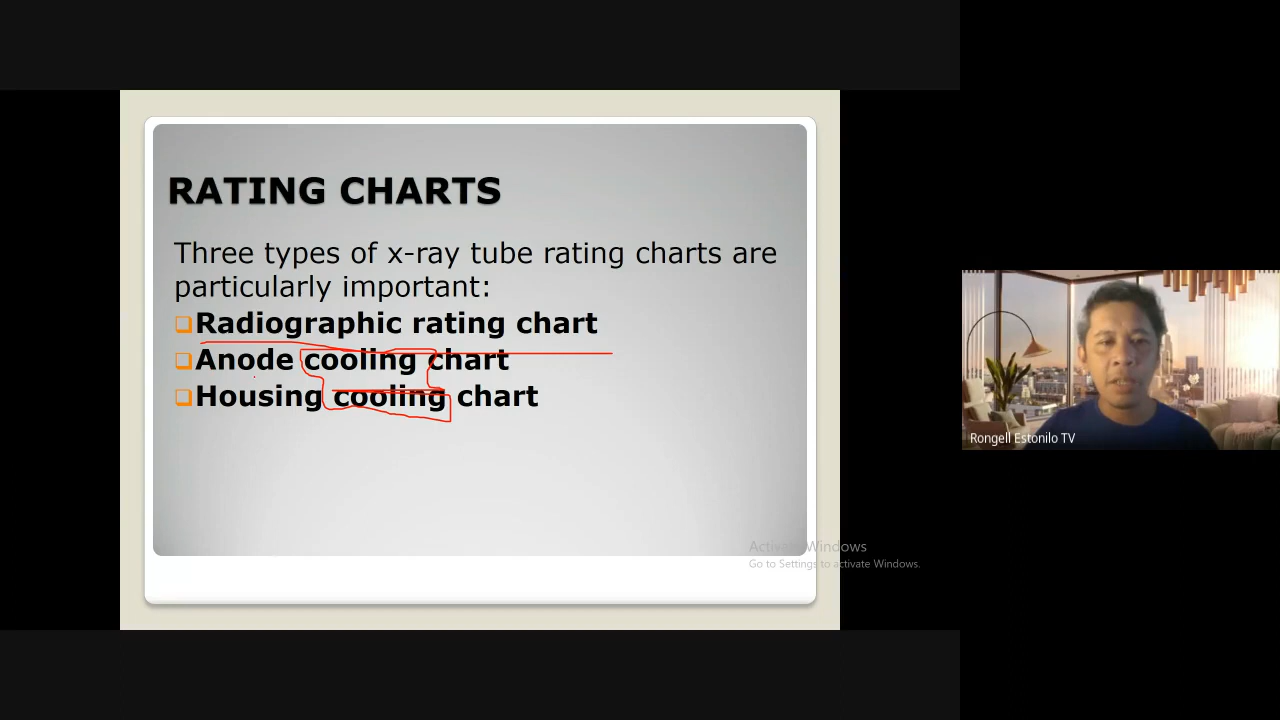 RATING CHARTS
Three types of x-ray tube rating charts are
particularly important:
Radiographic rating chart
Anode cooling chart
Housing cooling chart
Rongell Estonilo TV
Activate Windows
Go to Settings to activate Windows.